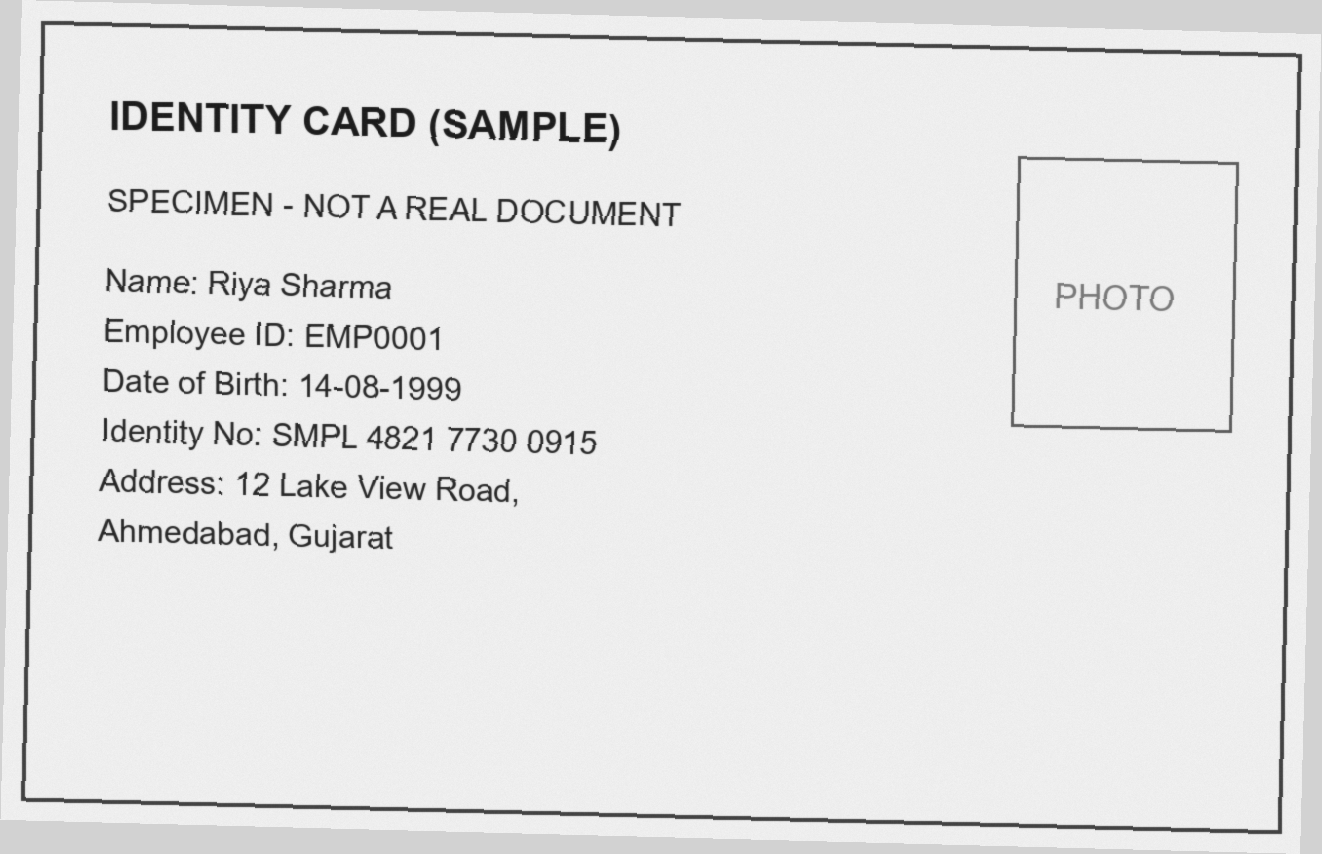 IDENTITY CARD (SAMPLE)
SPECIMEN - NOT A REAL DOCUMENT
Name: Riya Sharma
Employee ID: EMP0001
Date of Birth: 14-08-1999
Identity No: SMPL 4821 7730 0915
Address: 12 Lake View Road,
Ahmedabad, Gujarat
PHOTO